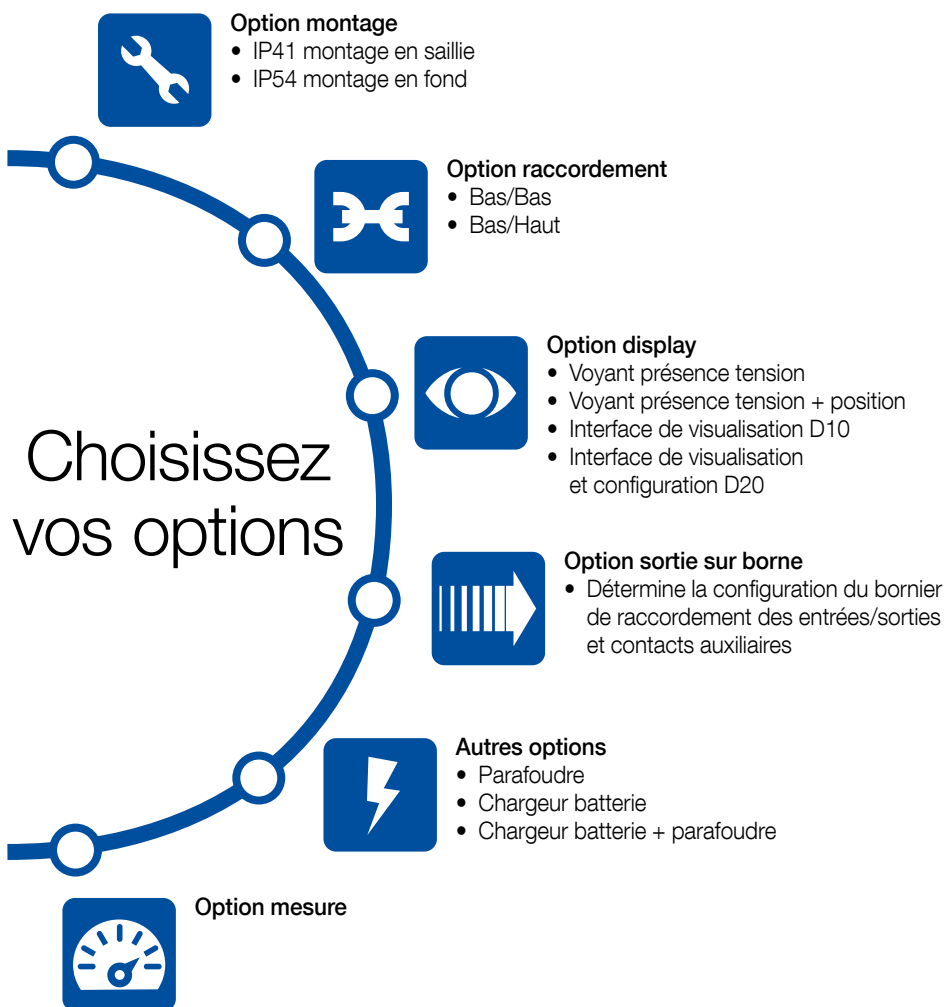 Option montage
• IP41 montage en saillie
• IP54 montage en fond
Option raccordement
• Bas/Bas
• Bas/Haut
Option display
• Voyant présence tension
• Voyant présence tension + position
• Interface de visualisation D10
• Interface de visualisation
et configuration D20
Choisissez
vos options
Option sortie sur borne
• Détermine la configuration du bornier
de raccordement des entrées/sorties
et contacts auxiliaires
Autres options
• Parafoudre
• Chargeur batterie
• Chargeur batterie + parafoudre
Option mesure